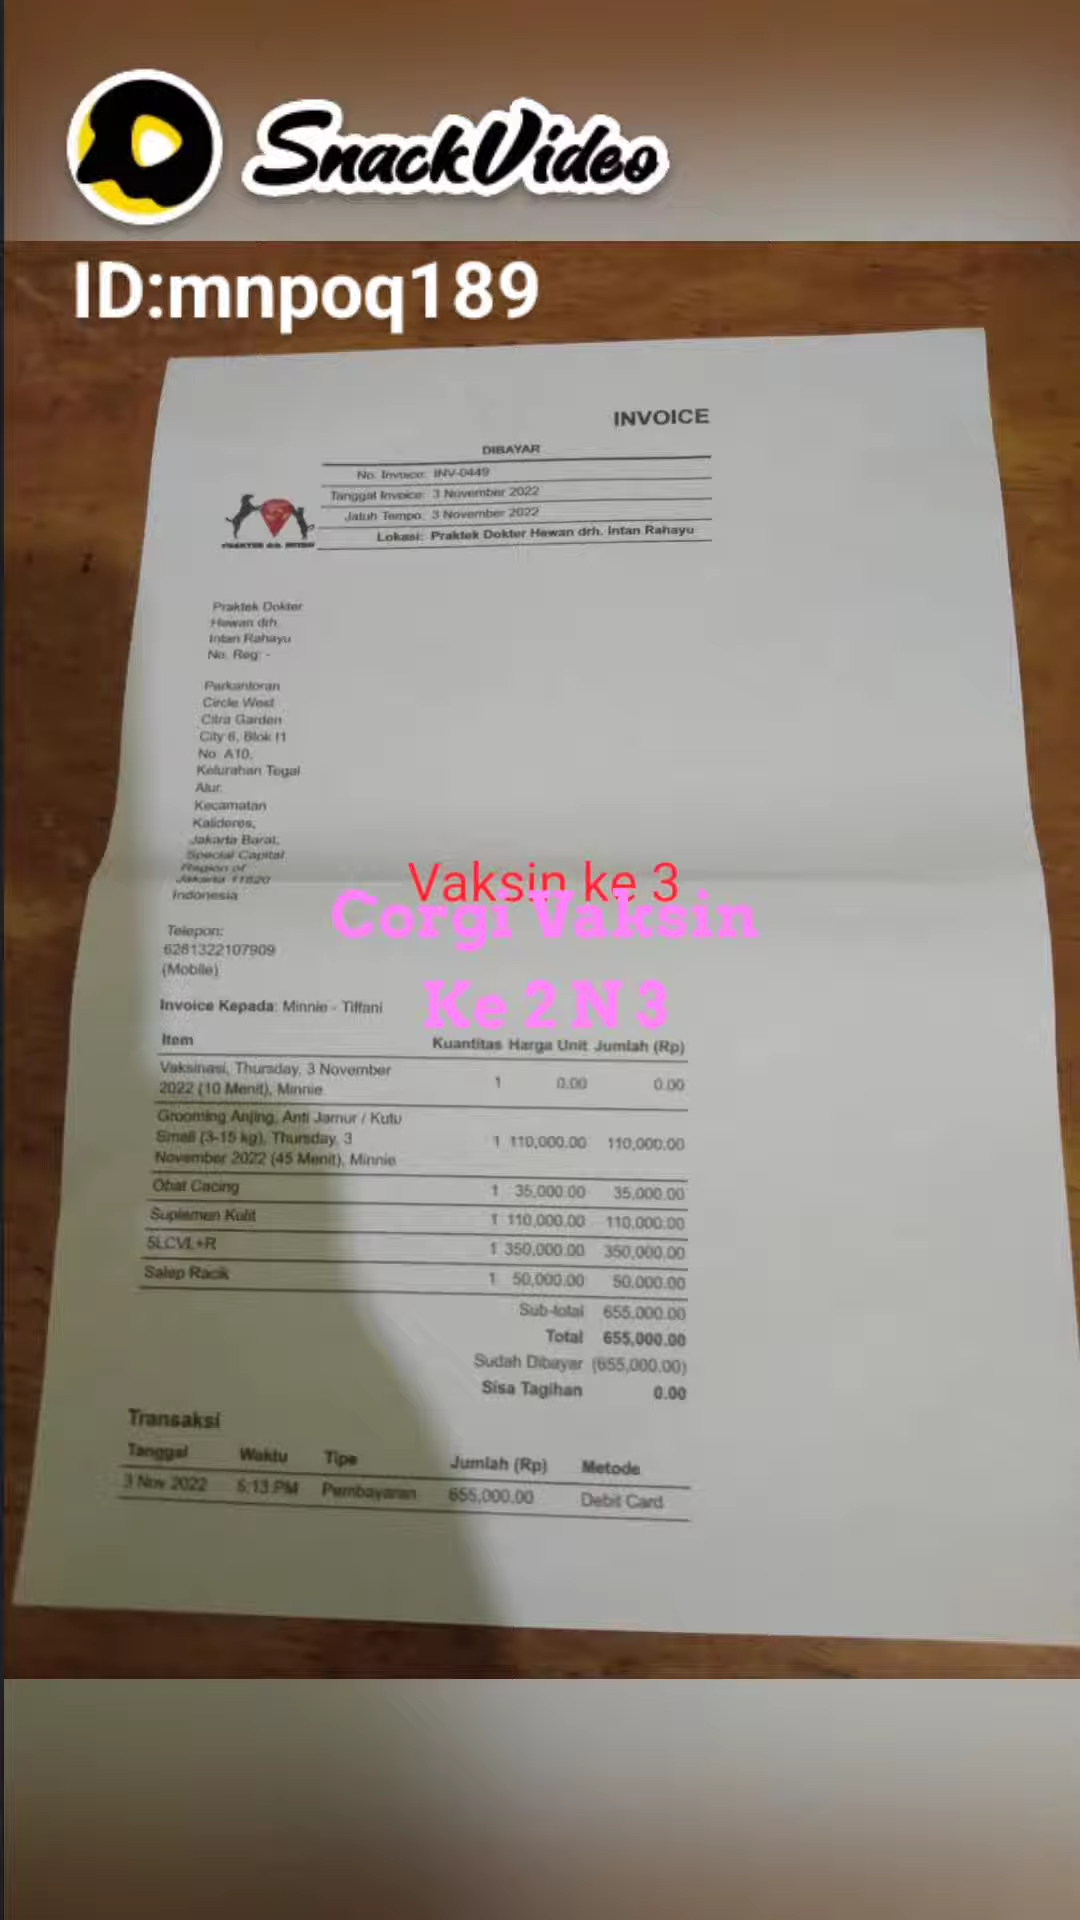 SnackVideo
ID:mnpoq189
INVOICE
DIBAYAR
No. Invoice: INV-0449
Tanggal Invoice: 3 November 2022
Jatuh Tempo: 3 November 2022
Lokasi: Praktek Dokter Hewan drh. Intan Rahayu
Praktek Dokter
Hewan drh.
Intan Rahayu
No. Reg: -
Perkantoran
Circle West
Citra Garden
City 6, Blok I1
No. A10,
Kelurahan Tegal
Alur,
Kecamatan
Kalideres,
Jakarta Barat,
Special Capital
Region of
Jakarta 11820
Indonesia
Vaksin ke 3
Corgi Vaksin
Ke 2 N 3
Telepon:
6281322107909
(Mobile)
Invoice Kepada: Minnie - Tiffani
Item Kuantitas Harga Unit Jumlah (Rp)
Vaksinasi, Thursday, 3 November
2022 (10 Menit), Minnie 1 0.00 0.00
Grooming Anjing, Anti Jamur / Kutu
Small (3-15 kg), Thursday, 3 1 110,000.00 110,000.00
November 2022 (45 Menit), Minnie
Obat Cacing 1 35,000.00 35,000.00
Suplemen Kulit 1 110,000.00 110,000.00
5LCVL+R 1 350,000.00 350,000.00
Salep Racik 1 50,000.00 50,000.00
Sub-total 655,000.00
Total 655,000.00
Sudah Dibayar (655,000.00)
Sisa Tagihan 0.00
Transaksi
Tanggal Waktu Tipe Jumlah (Rp) Metode
3 Nov 2022 5:13 PM Pembayaran 655,000.00 Debit Card